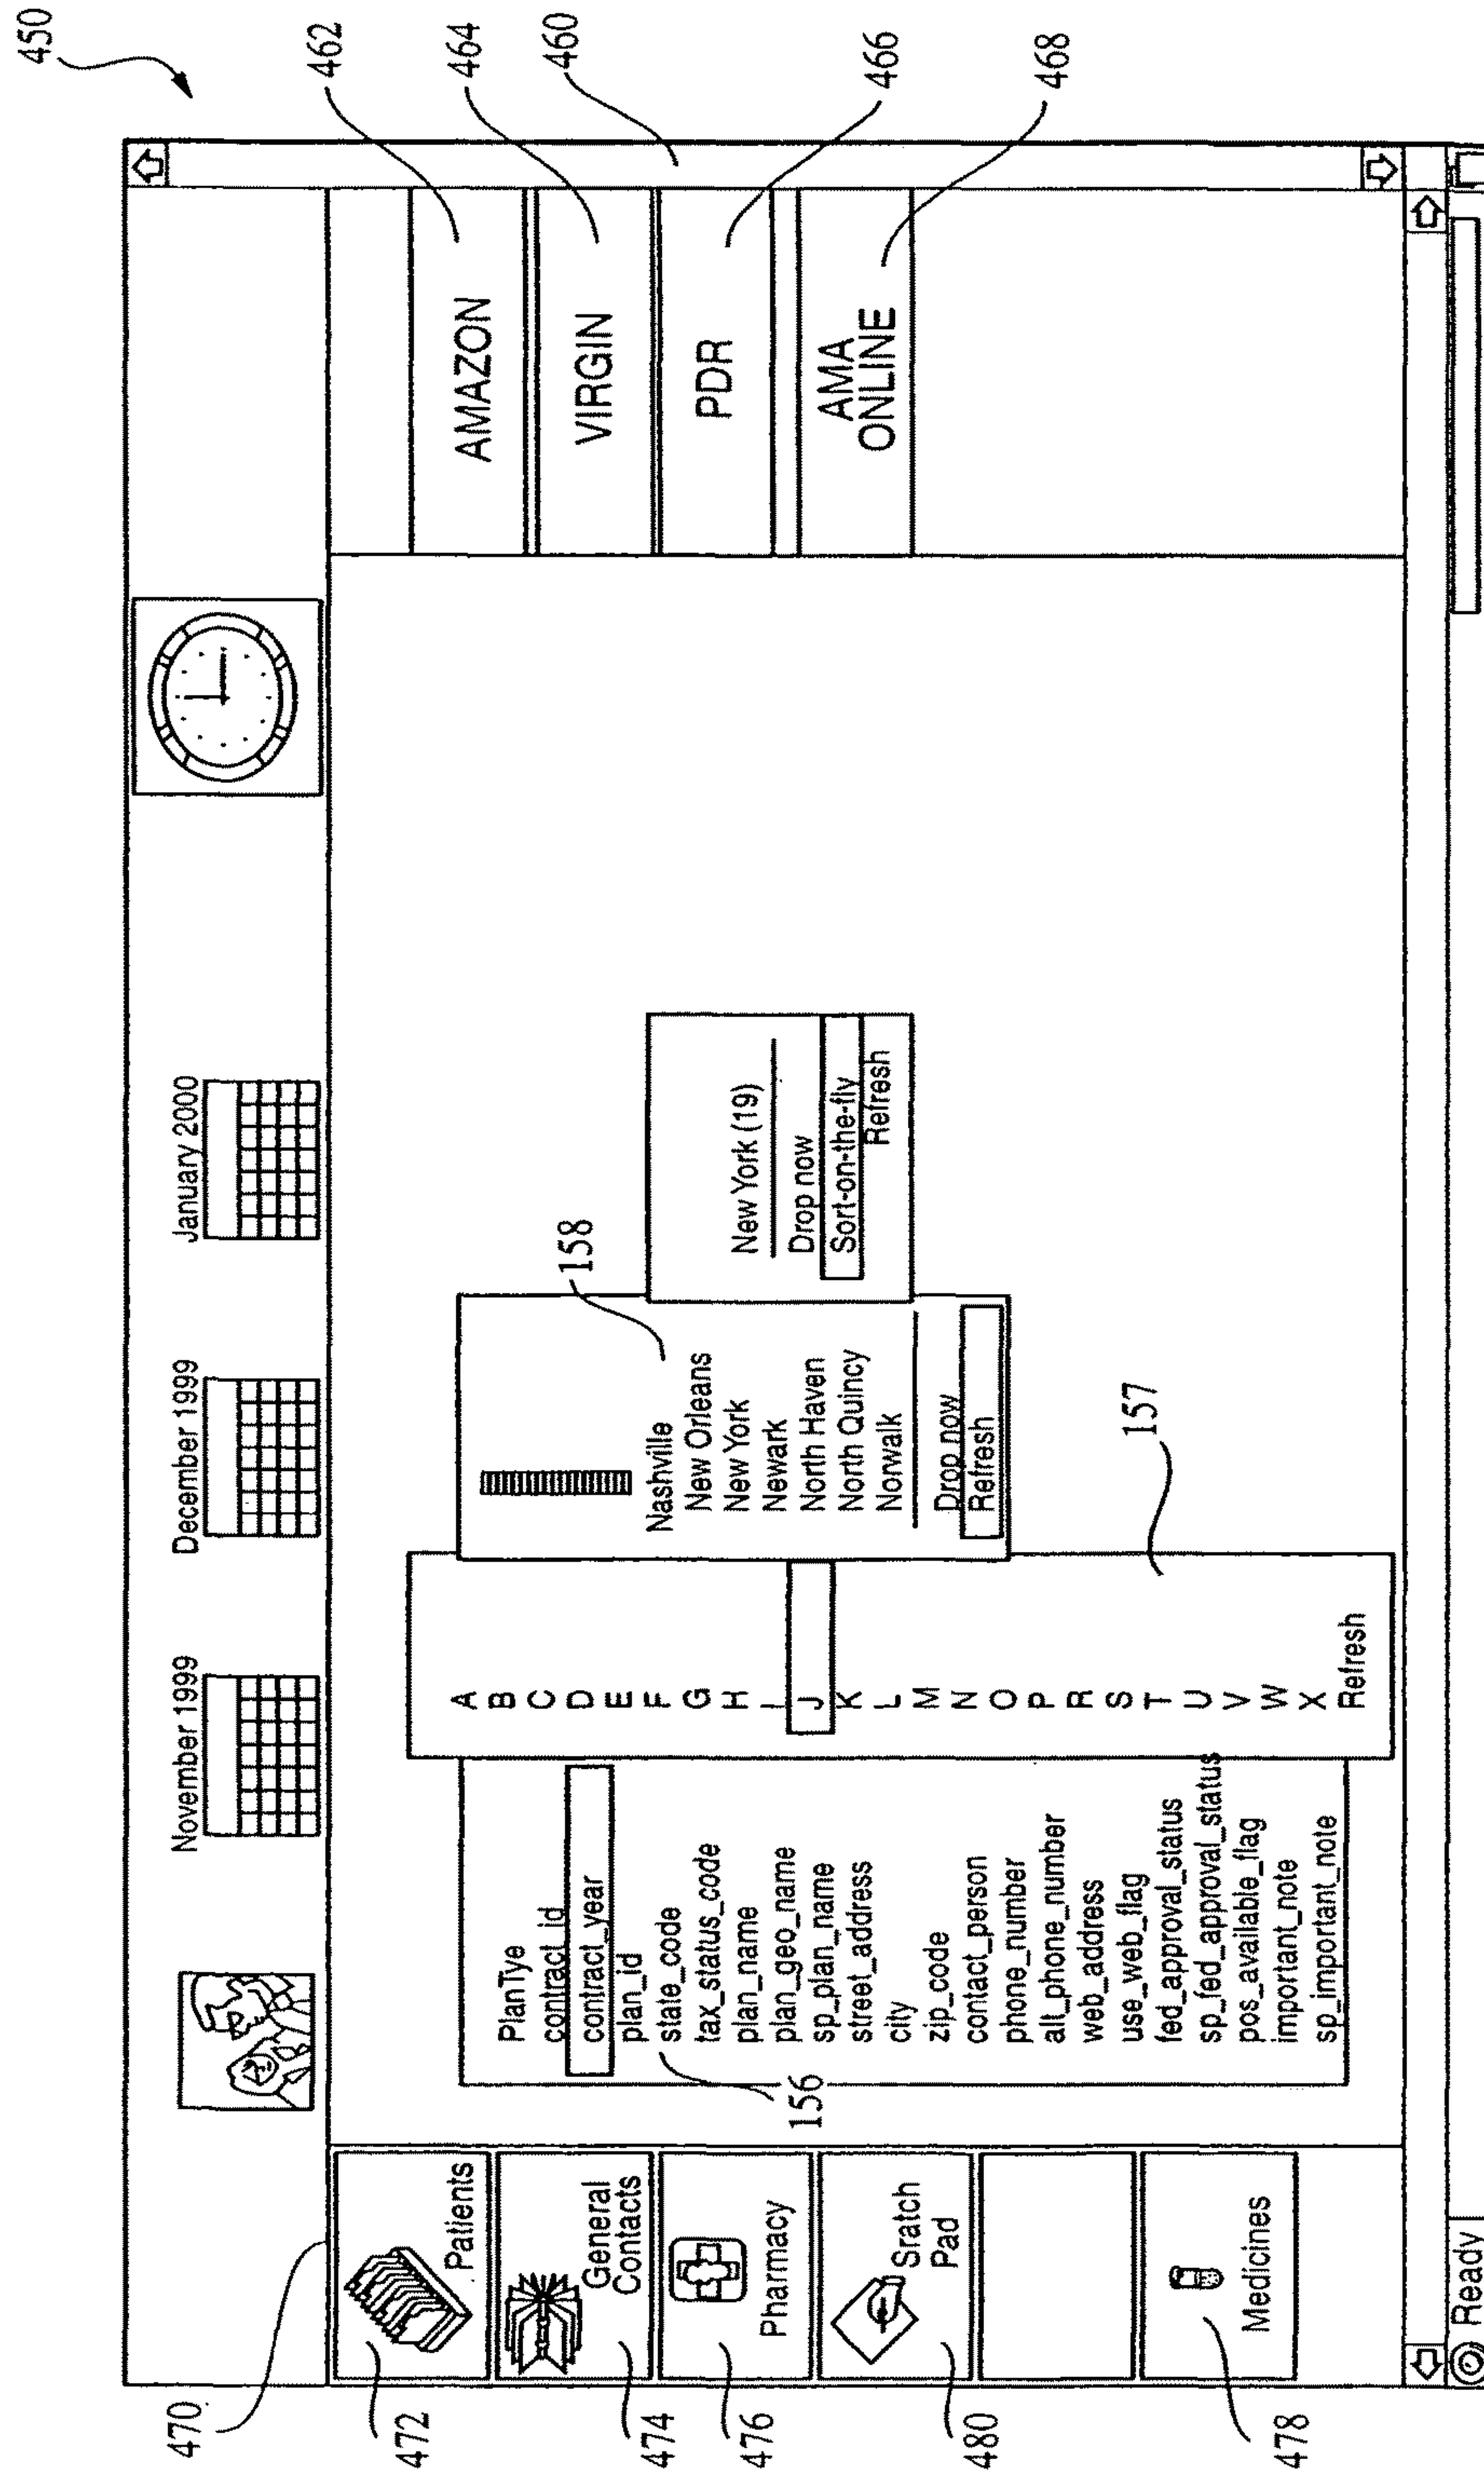 450
November 1999
December 1999
January 2000
470
472
Patients
474
General
Contacts
476
Pharmacy
480
Sratch
Pad
478
Medicines
PlanTye
contract_id
contract_year
plan_id
state_code
tax_status_code
plan_name
plan_geo_name
sp_plan_name
street_address
city
zip_code
contact_person
phone_number
alt_phone_number
web_address
use_web_flag
fed_approval_status
sp_fed_approval_status
pos_available_flag
important_note
sp_important_note
156
A
B
C
D
E
F
G
H
I
J
K
L
M
N
O
P
R
S
T
U
V
W
X
Refresh
157
Nashville
New Orleans
New York
Newark
North Haven
North Quincy
Norwalk
Drop now
Refresh
158
New York (19)
Drop now
Sort-on-the-fly
Refresh
AMAZON
VIRGIN
PDR
AMA
ONLINE
462
464
460
466
468
Ready